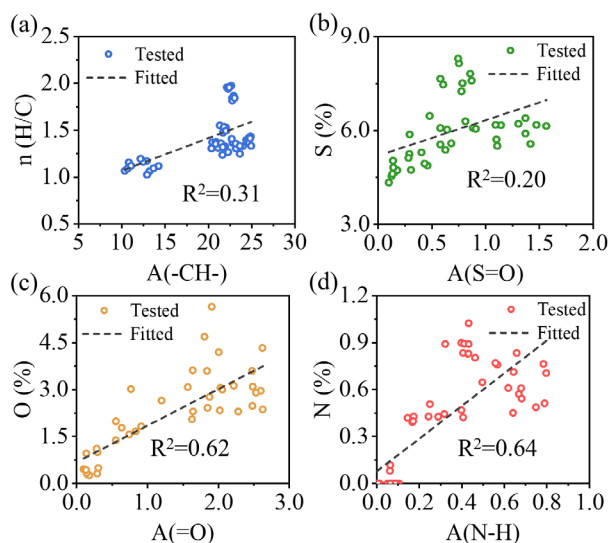 (a)
Tested
Fitted
n (H/C)
2.5
2.0
1.5
1.0
0.5
R²=0.31
5 10 15 20 25 30
A(-CH-)
(b)
Tested
Fitted
S (%)
9.0
6.0
3.0
R²=0.20
0.0 0.5 1.0 1.5 2.0
A(S=O)
(c)
Tested
Fitted
O (%)
6.0
4.5
3.0
1.5
0.0
R²=0.62
0.0 1.0 2.0 3.0
A(=O)
(d)
Tested
Fitted
N (%)
1.2
0.9
0.6
0.3
0.0
R²=0.64
0.0 0.2 0.4 0.6 0.8 1.0
A(N-H)